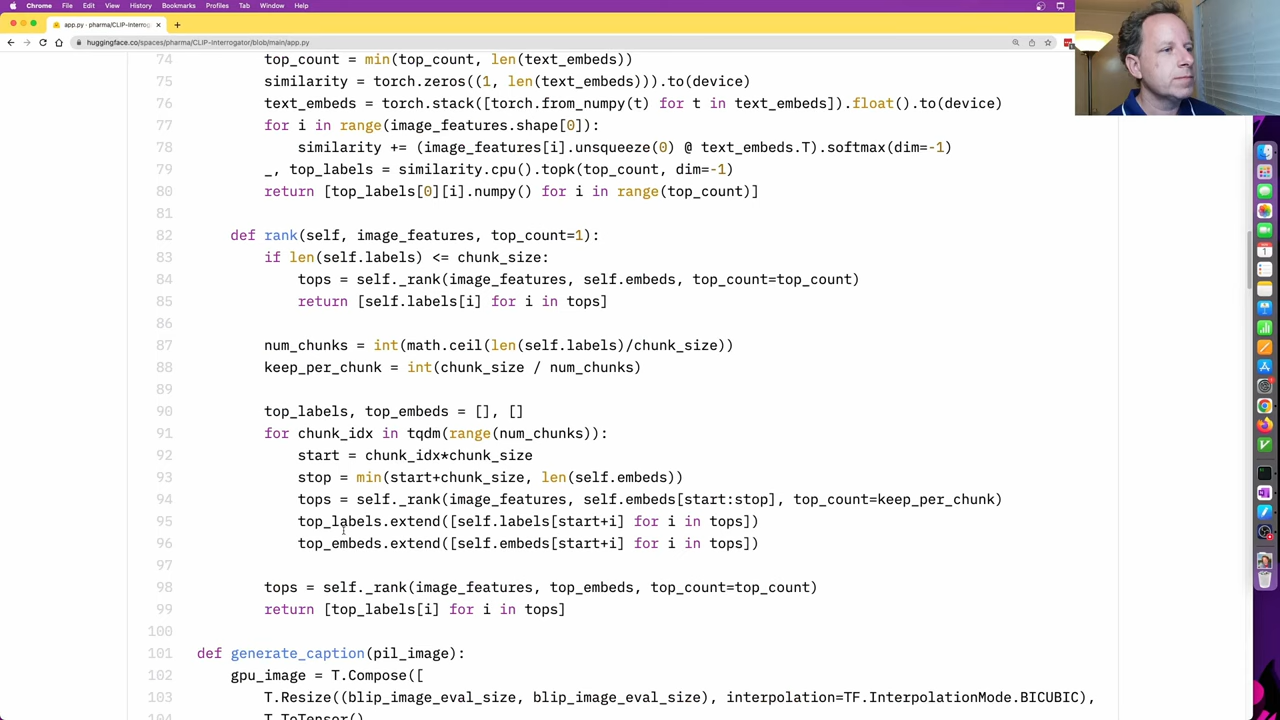 Chrome File Edit View History Bookmarks Profiles Tab Window Help
app.py · pharma/CLIP-Interrog
huggingface.co/spaces/pharma/CLIP-Interrogator/blob/main/app.py
74 top_count = min(top_count, len(text_embeds))
75 similarity = torch.zeros((1, len(text_embeds))).to(device)
76 text_embeds = torch.stack([torch.from_numpy(t) for t in text_embeds]).float().to(device)
77 for i in range(image_features.shape[0]):
78 similarity += (image_features[i].unsqueeze(0) @ text_embeds.T).softmax(dim=-1)
79 _, top_labels = similarity.cpu().topk(top_count, dim=-1)
80 return [top_labels[0][i].numpy() for i in range(top_count)]
81
82 def rank(self, image_features, top_count=1):
83 if len(self.labels) <= chunk_size:
84 tops = self._rank(image_features, self.embeds, top_count=top_count)
85 return [self.labels[i] for i in tops]
86
87 num_chunks = int(math.ceil(len(self.labels)/chunk_size))
88 keep_per_chunk = int(chunk_size / num_chunks)
89
90 top_labels, top_embeds = [], []
91 for chunk_idx in tqdm(range(num_chunks)):
92 start = chunk_idx*chunk_size
93 stop = min(start+chunk_size, len(self.embeds))
94 tops = self._rank(image_features, self.embeds[start:stop], top_count=keep_per_chunk)
95 top_labels.extend([self.labels[start+i] for i in tops])
96 top_embeds.extend([self.embeds[start+i] for i in tops])
97
98 tops = self._rank(image_features, top_embeds, top_count=top_count)
99 return [top_labels[i] for i in tops]
100
101 def generate_caption(pil_image):
102 gpu_image = T.Compose([
103 T.Resize((blip_image_eval_size, blip_image_eval_size), interpolation=TF.InterpolationMode.BICUBIC),
104 T.ToTensor()